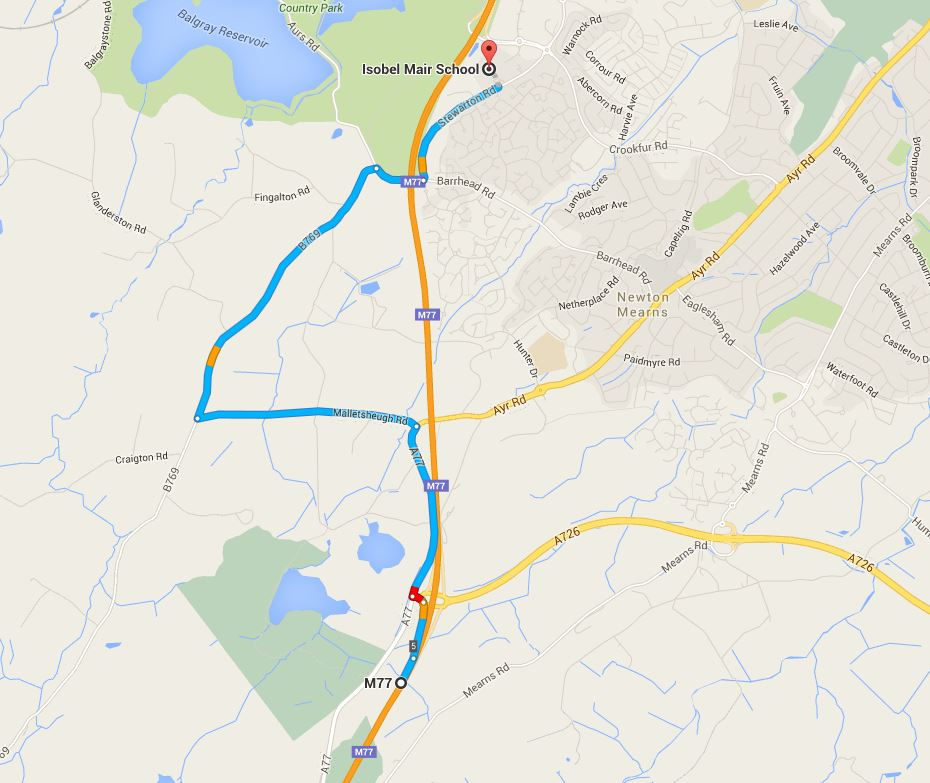 Country Park
Balgraystone Rd
Balgray Reservoir
Aurs Rd
Warnock Rd
Leslie Ave
Isobel Mair School
Corrour Rd
Abercorn Rd
Fruin Ave
Stewarton Rd
Harvie Ave
Crookfur Rd
Ayr Rd
Broomvale Dr
Broompark Dr
M77
Barrhead Rd
Fingalton Rd
Glanderston Rd
Lambie Cres
Rodger Ave
Capelrig Rd
Mearns Rd
Hazelwood Ave
B769
Barrhead Rd
Ayr Rd
Netherplace Rd
Newton
Mearns
Eaglesham Rd
Castlehill Dr
M77
Hunter Dr
Paidmyre Rd
Castleton D
Waterfoot Rd
Malletsheugh Rd
Ayr Rd
Craigton Rd
B769
A77
M77
Mearns Rd
A726
Mearns Rd
A726
A77
5
M77
Mearns Rd
M77
A77